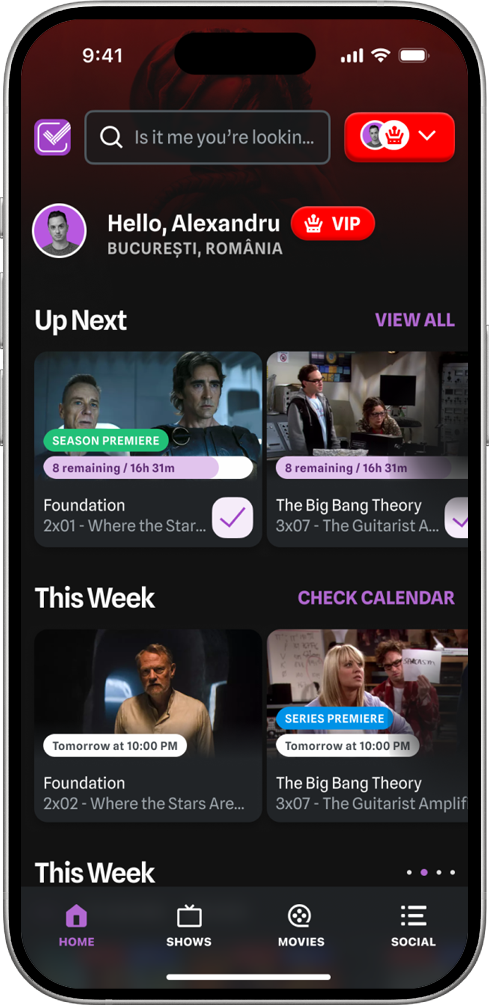 9:41
Is it me you're lookin...
Hello, Alexandru
VIP
BUCUREȘTI, ROMÂNIA
Up Next
VIEW ALL
SEASON PREMIERE
8 remaining / 16h 31m
8 remaining / 16h 31m
Foundation
2x01 - Where the Star...
The Big Bang Theory
3x07 - The Guitarist A...
This Week
CHECK CALENDAR
SERIES PREMIERE
Tomorrow at 10:00 PM
Tomorrow at 10:00 PM
Foundation
2x02 - Where the Stars Are...
The Big Bang Theory
3x07 - The Guitarist Amplif
This Week
HOME
SHOWS
MOVIES
SOCIAL